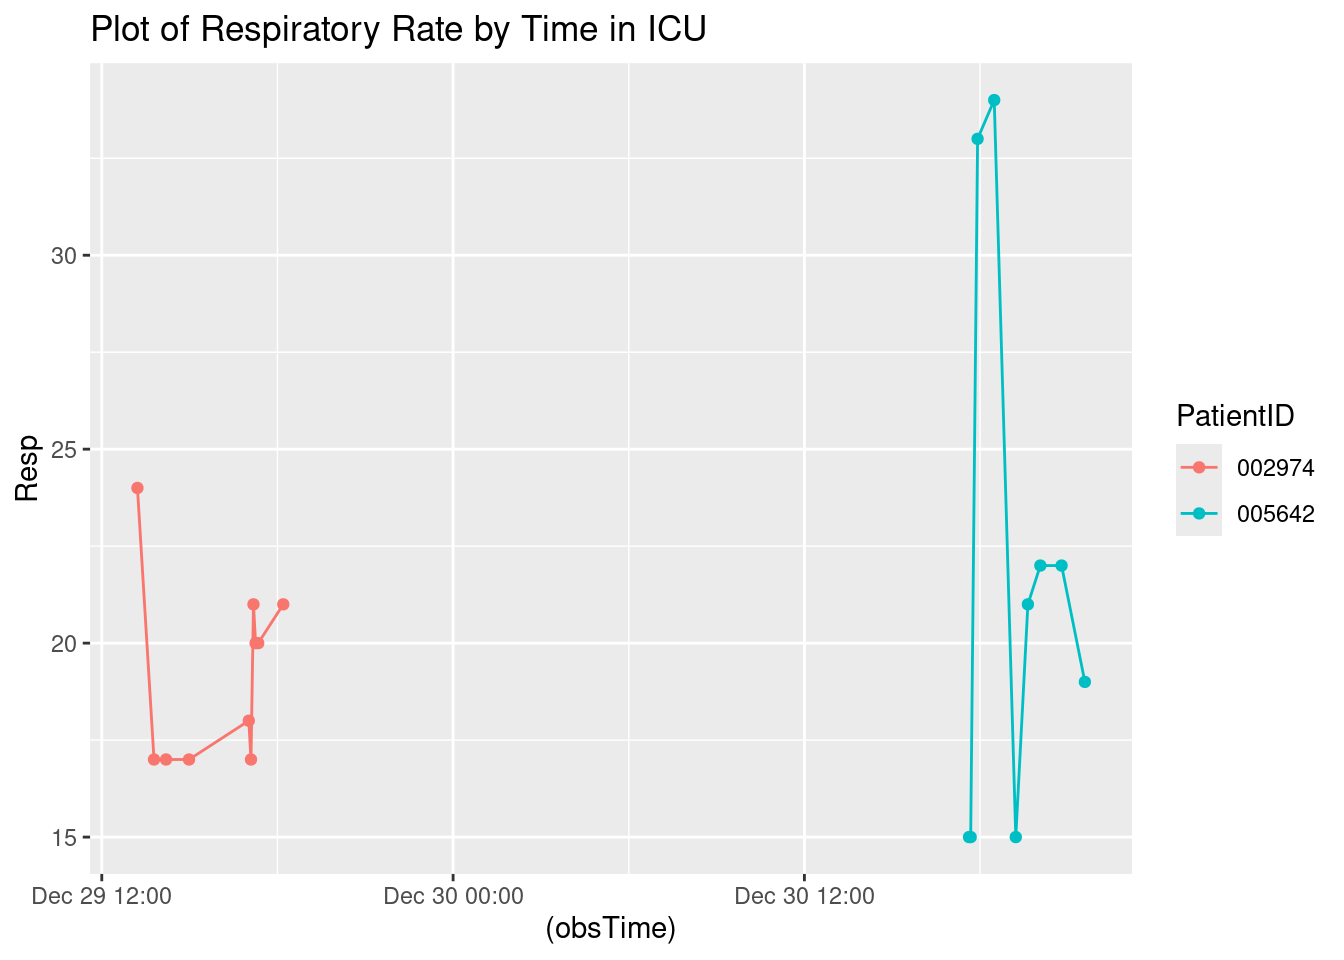 Plot of Respiratory Rate by Time in ICU
Resp
30
25
20
15
Dec 29 12:00
Dec 30 00:00
Dec 30 12:00
(obsTime)
PatientID
002974
005642